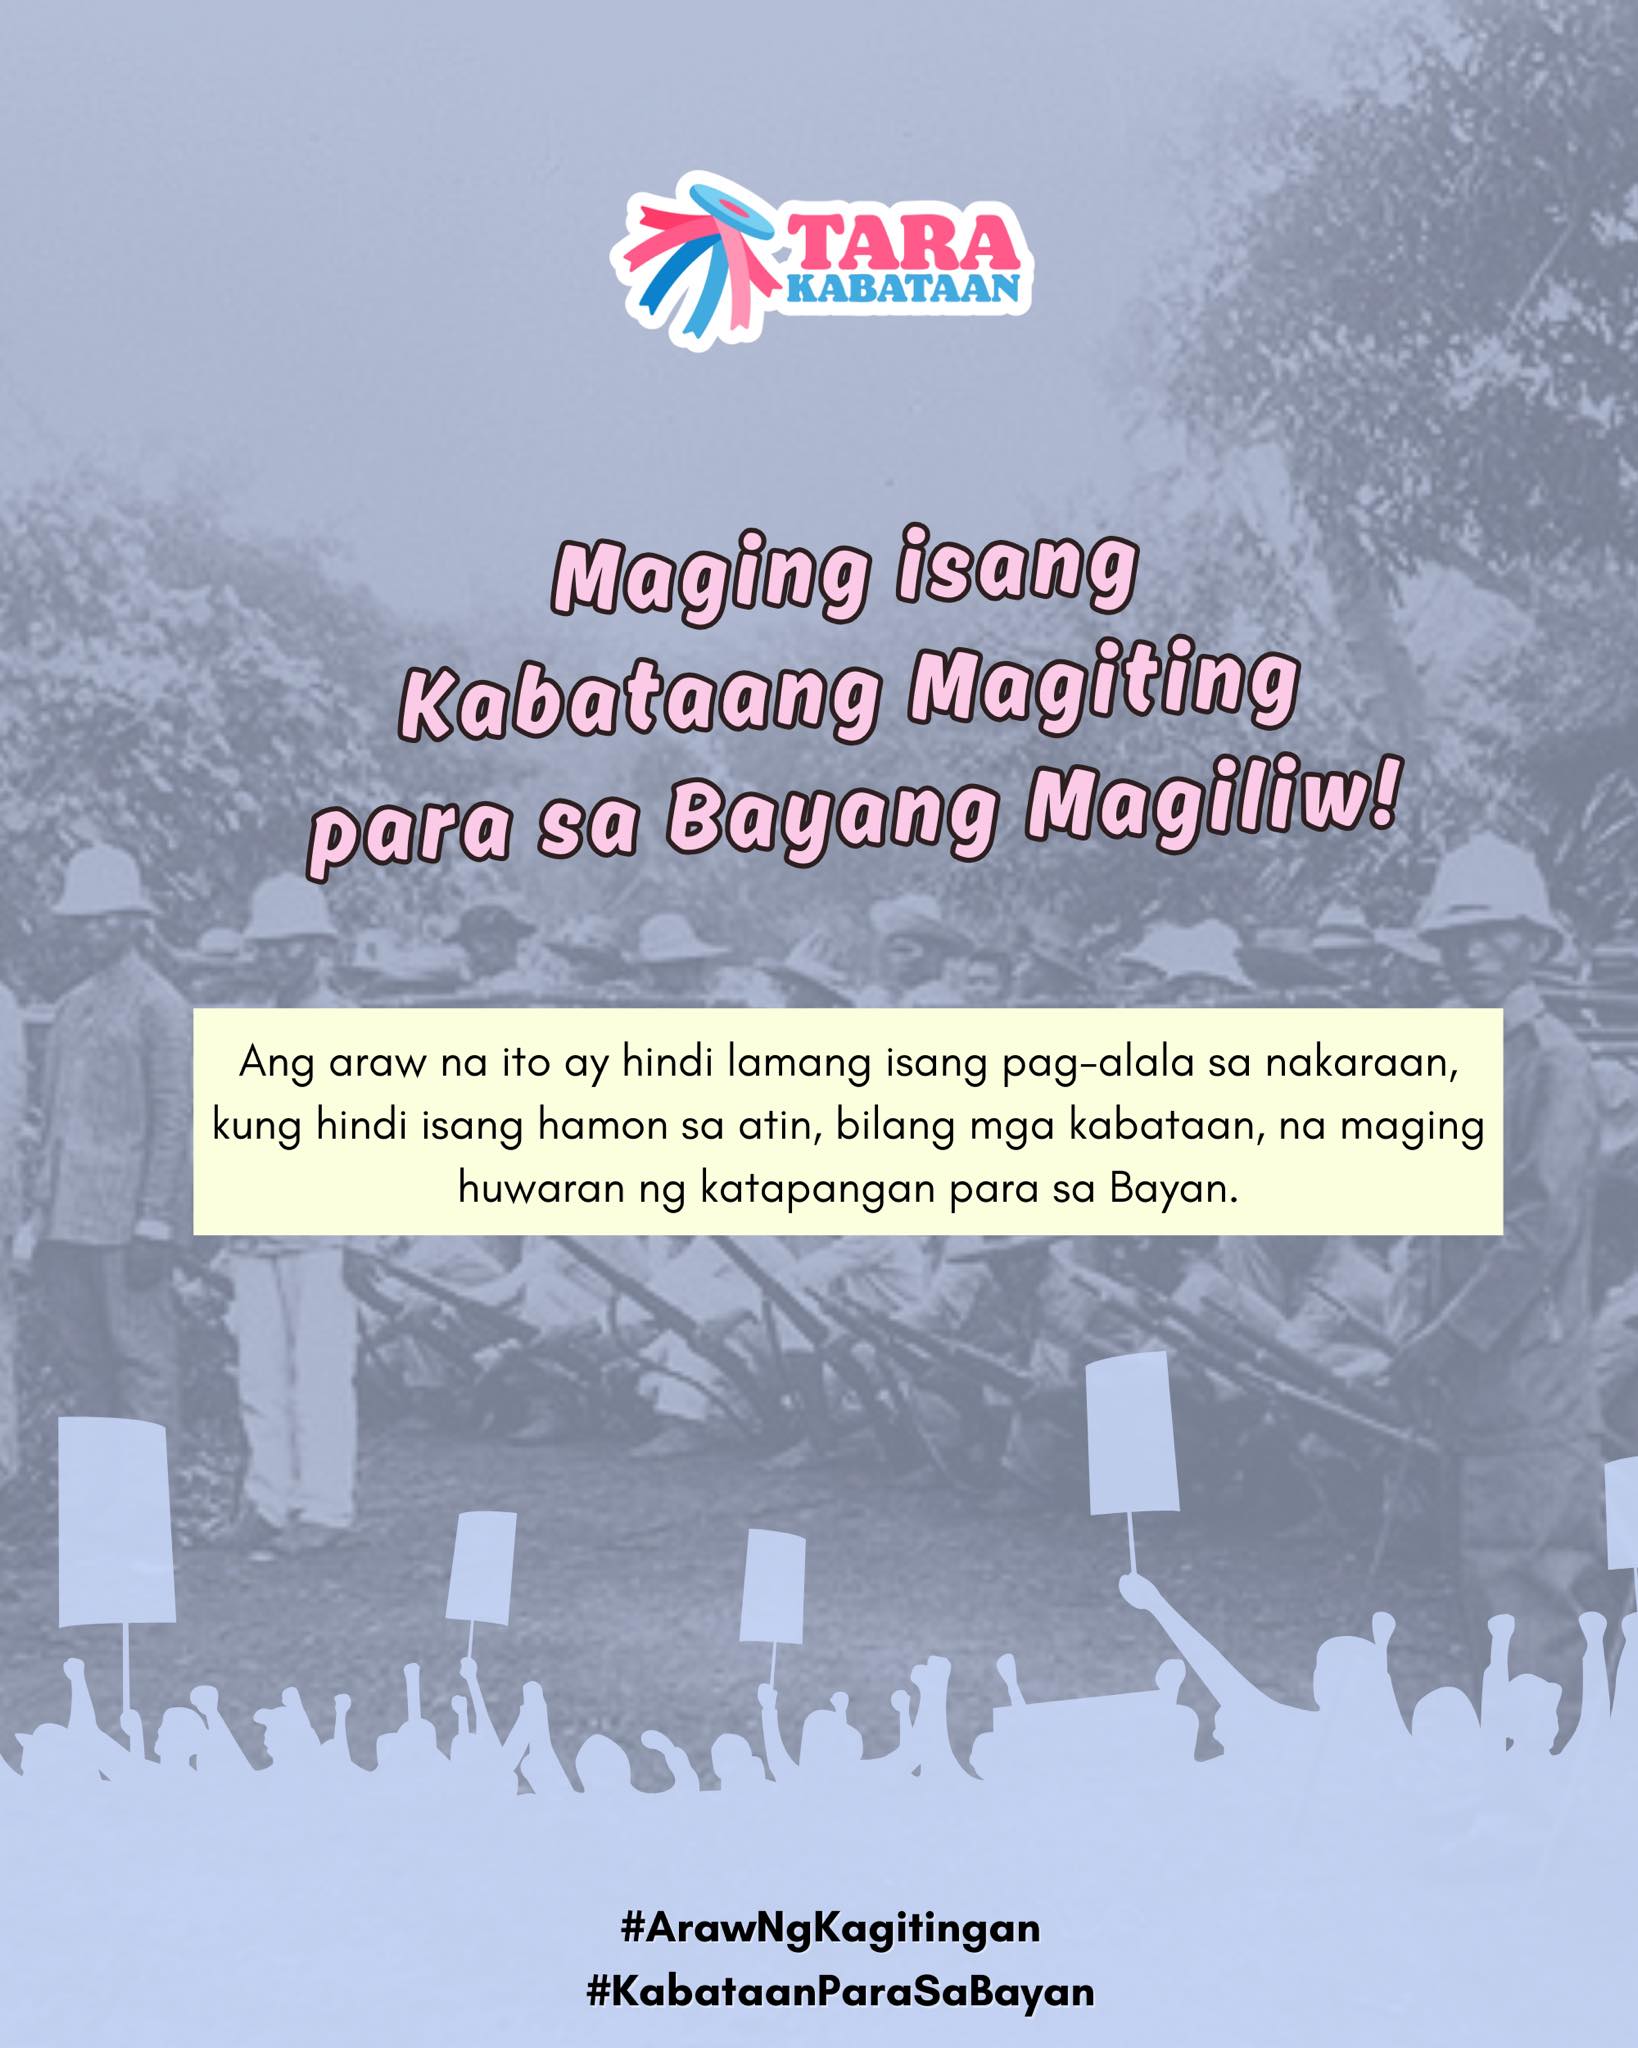 TARA
KABATAAN
Maging isang
Kabataang Magiting
para sa Bayang Magiliw!
Ang araw na ito ay hindi lamang isang pag-alala sa nakaraan,
kung hindi isang hamon sa atin, bilang mga kabataan, na maging
huwaran ng katapangan para sa Bayan.
#ArawNgKagitingan
#KabataanParaSaBayan